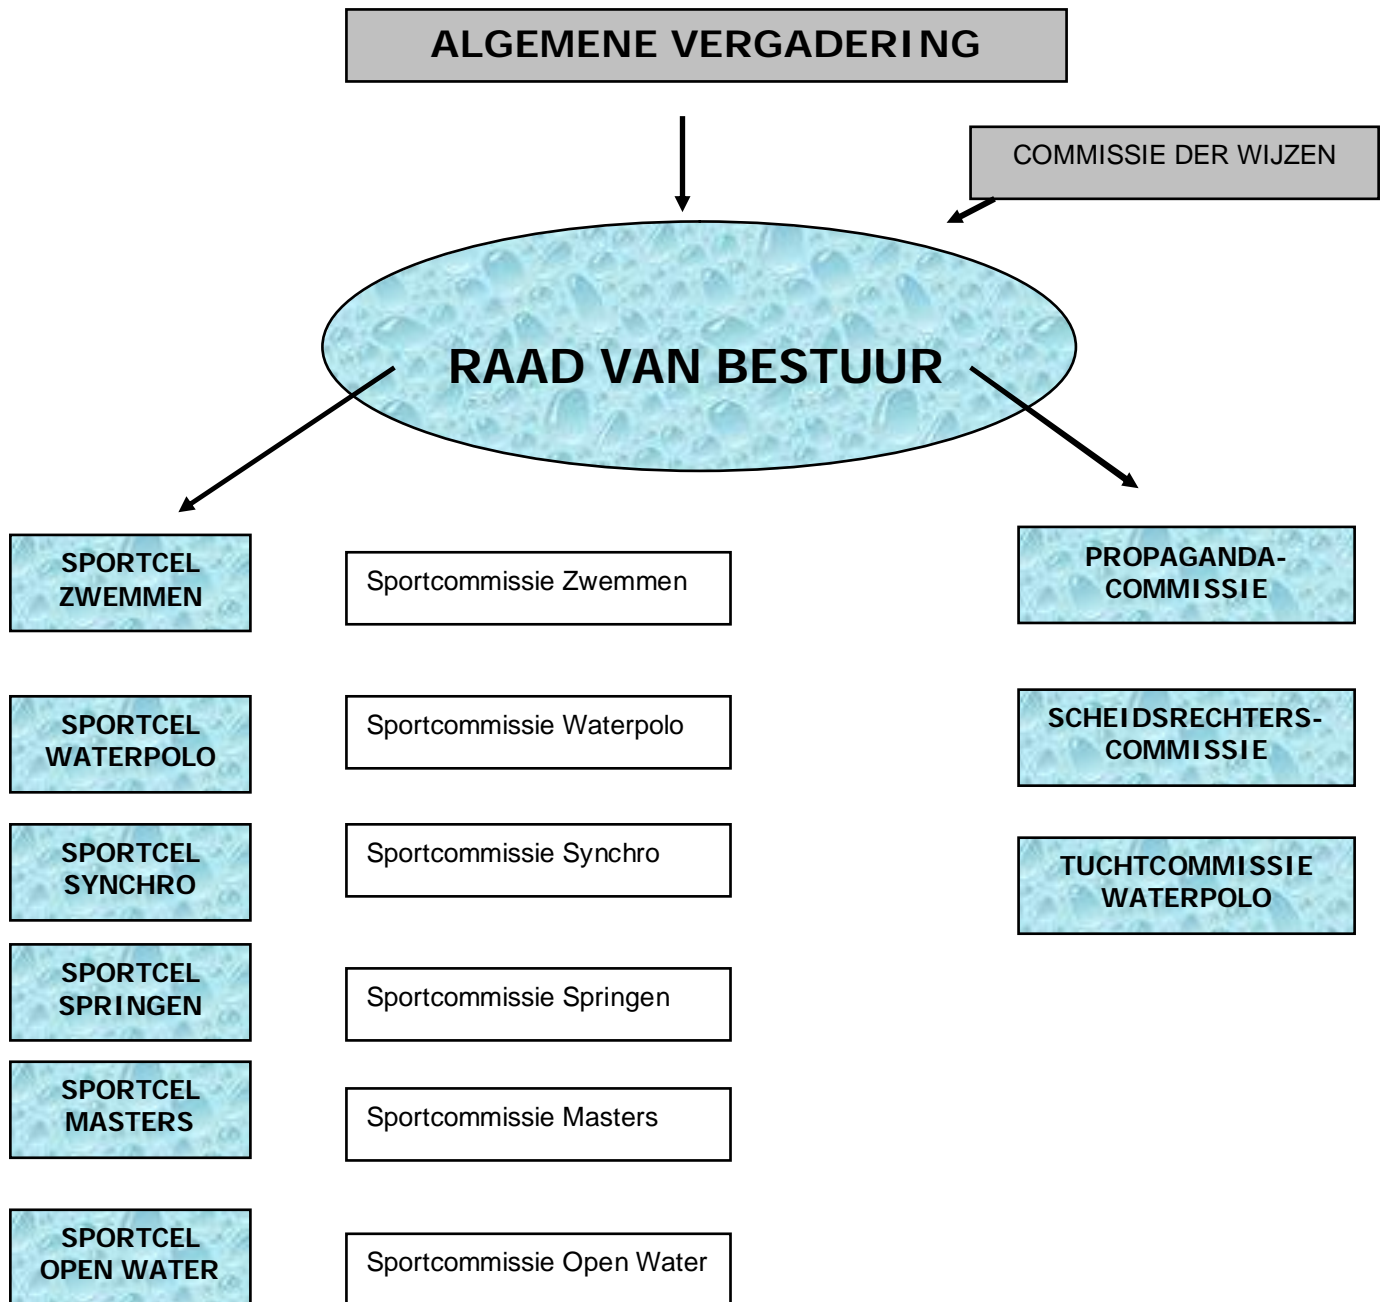 ALGEMENE VERGADERING
COMMISSIE DER WIJZEN
RAAD VAN BESTUUR
SPORTCEL
ZWEMMEN
Sportcommissie Zwemmen
PROPAGANDA-
COMMISSIE
SPORTCEL
WATERPOLO
Sportcommissie Waterpolo
SCHEIDSRECHTERS-
COMMISSIE
SPORTCEL
SYNCHRO
Sportcommissie Synchro
TUCHTCOMMISSIE
WATERPOLO
SPORTCEL
SPRINGEN
Sportcommissie Springen
SPORTCEL
MASTERS
Sportcommissie Masters
SPORTCEL
OPEN WATER
Sportcommissie Open Water